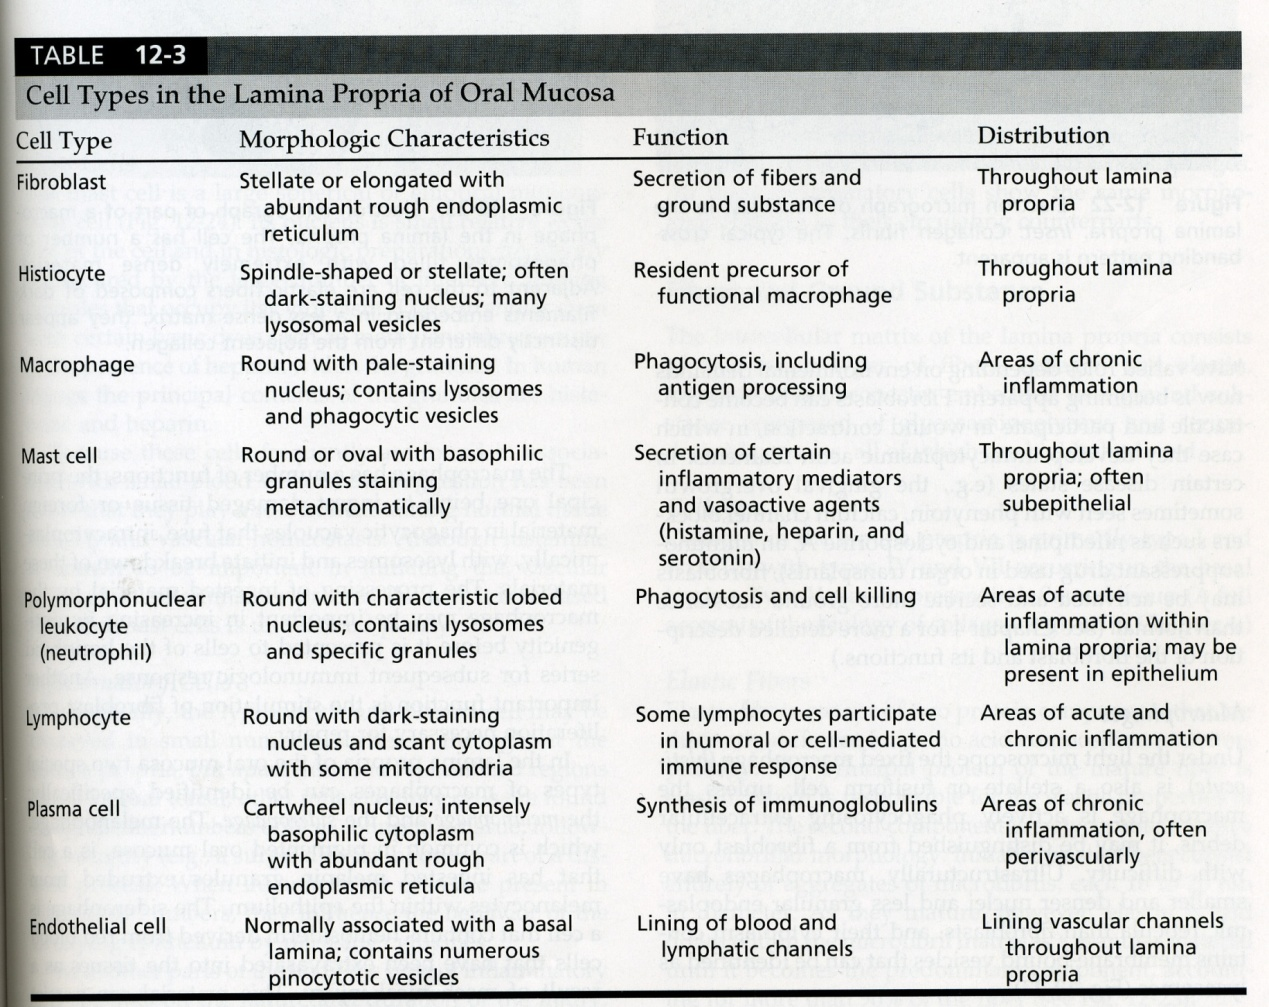 TABLE 12-3
Cell Types in the Lamina Propria of Oral Mucosa
Cell Type Morphologic Characteristics Function Distribution
Fibroblast Stellate or elongated with Secretion of fibers and Throughout lamina
abundant rough endoplasmic ground substance propria
reticulum
Histiocyte Spindle-shaped or stellate; often Resident precursor of Throughout lamina
dark-staining nucleus; many functional macrophage propria
lysosomal vesicles
Macrophage Round with pale-staining Phagocytosis, including Areas of chronic
nucleus; contains lysosomes antigen processing inflammation
and phagocytic vesicles
Mast cell Round or oval with basophilic Secretion of certain Throughout lamina
granules staining inflammatory mediators propria; often
metachromatically and vasoactive agents subepithelial
(histamine, heparin, and
serotonin)
Polymorphonuclear Round with characteristic lobed Phagocytosis and cell killing Areas of acute
leukocyte nucleus; contains lysosomes inflammation within
(neutrophil) and specific granules lamina propria; may be
present in epithelium
Lymphocyte Round with dark-staining Some lymphocytes participate Areas of acute and
nucleus and scant cytoplasm in humoral or cell-mediated chronic inflammation
with some mitochondria immune response
Plasma cell Cartwheel nucleus; intensely Synthesis of immunoglobulins Areas of chronic
basophilic cytoplasm inflammation, often
with abundant rough perivascularly
endoplasmic reticula
Endothelial cell Normally associated with a basal Lining of blood and Lining vascular channels
lamina; contains numerous lymphatic channels throughout lamina
pinocytotic vesicles propria